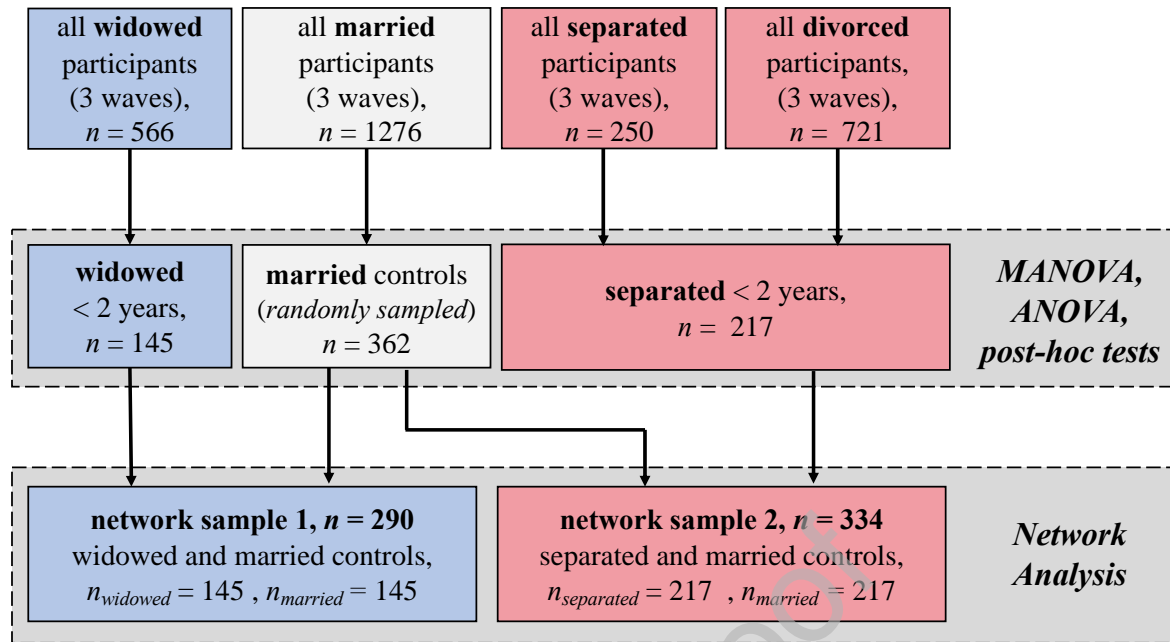 all widowed
participants
(3 waves),
n = 566
all married
participants
(3 waves),
n = 1276
all separated
participants
(3 waves),
n = 250
all divorced
participants,
(3 waves),
n = 721
widowed
< 2 years,
n = 145
married controls
(randomly sampled)
n = 362
separated < 2 years,
n = 217
MANOVA,
ANOVA,
post-hoc tests
network sample 1, n = 290
widowed and married controls,
nwidowed = 145 , nmarried = 145
network sample 2, n = 334
separated and married controls,
nseparated = 217 , nmarried = 217
Network
Analysis